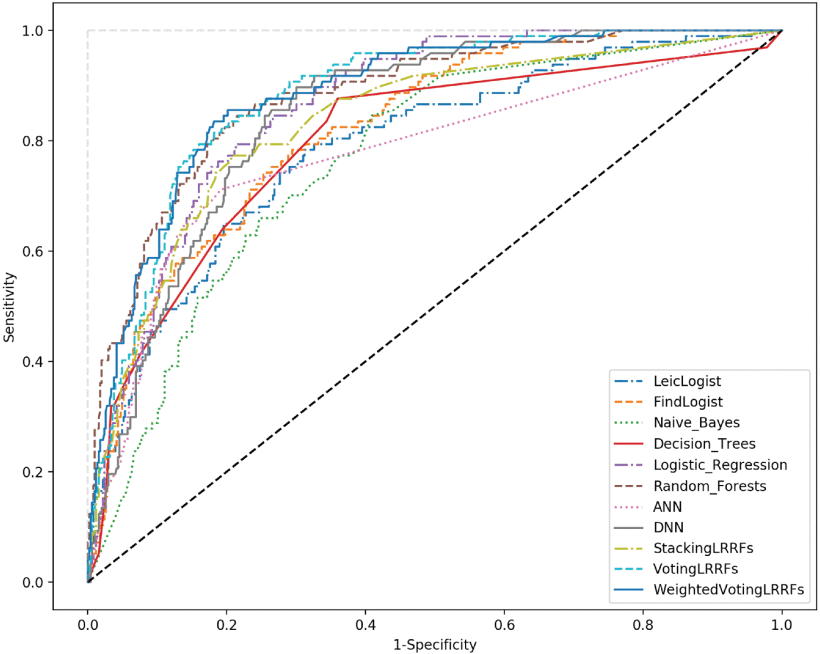 1.0
0.8
0.6
0.4
0.2
0.0
Sensitivity
0.0 0.2 0.4 0.6 0.8 1.0
1-Specificity
LeicLogist
FindLogist
Naive_Bayes
Decision_Trees
Logistic_Regression
Random_Forests
ANN
DNN
StackingLRRFs
VotingLRRFs
WeightedVotingLRRFs